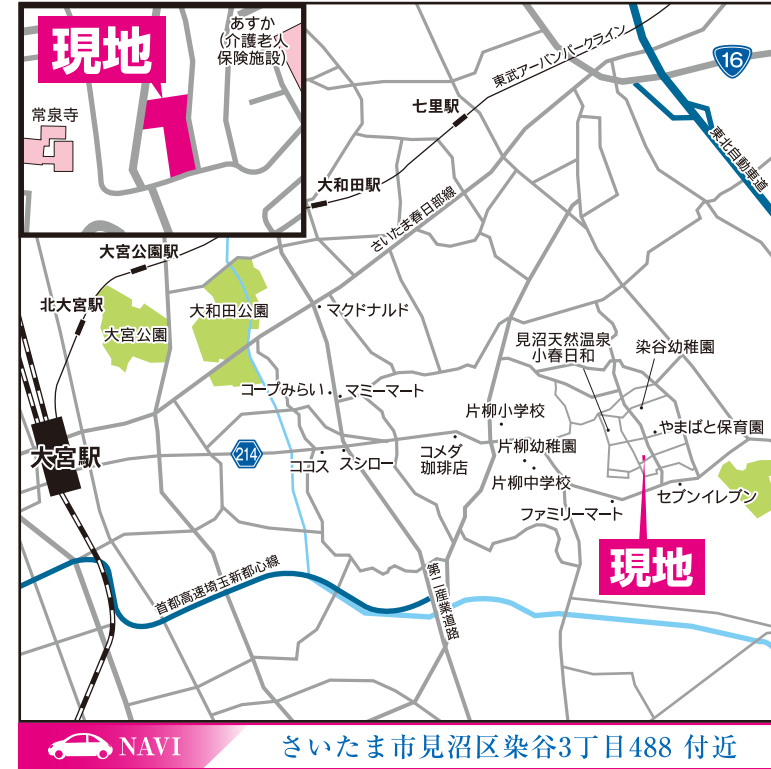 現地
あすか
(介護老人
保険施設)
常泉寺
東武アーバンパークライン
16
七里駅
東北自動車道
大和田駅
さいたま春日部線
大宮公園駅
北大宮駅
大宮公園
大和田公園
マクドナルド
見沼天然温泉
小春日和
染谷幼稚園
コープみらい
マミーマート
片柳小学校
やまばと保育園
大宮駅
214
ココス
スシロー
コメダ
珈琲店
片柳幼稚園
片柳中学校
セブンイレブン
ファミリーマート
現地
首都高速埼玉新都心線
第二産業道路
NAVI
さいたま市見沼区染谷3丁目488 付近